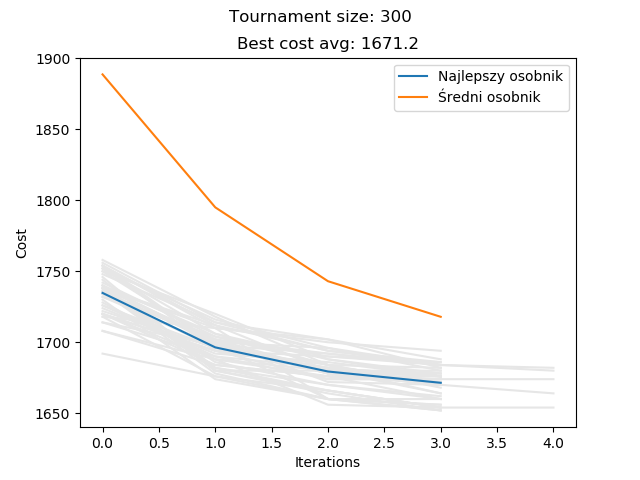 Tournament size: 300
Best cost avg: 1671.2
Najlepszy osobnik
Średni osobnik
1900
1850
1800
1750
1700
1650
Cost
0.0 0.5 1.0 1.5 2.0 2.5 3.0 3.5 4.0
Iterations